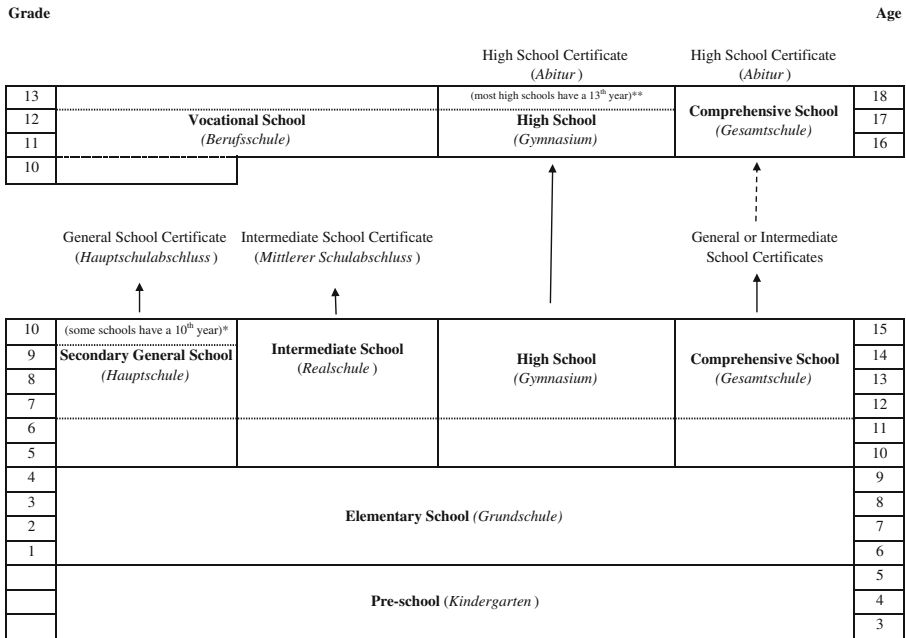 Grade Age
High School Certificate High School Certificate
(Abitur) (Abitur)
13 (most high schools have a 13th year)** 18
12 Vocational School High School Comprehensive School 17
11 (Berufsschule) (Gymnasium) (Gesamtschule) 16
10
General School Certificate Intermediate School Certificate General or Intermediate
(Hauptschulabschluss) (Mittlerer Schulabschluss) School Certificates
10 (some schools have a 10th year)* 15
9 Secondary General School Intermediate School High School Comprehensive School 14
8 (Hauptschule) (Realschule) (Gymnasium) (Gesamtschule) 13
7 12
6 11
5 10
4 9
3 8
Elementary School (Grundschule)
2 7
1 6
5
Pre-school (Kindergarten) 4
3